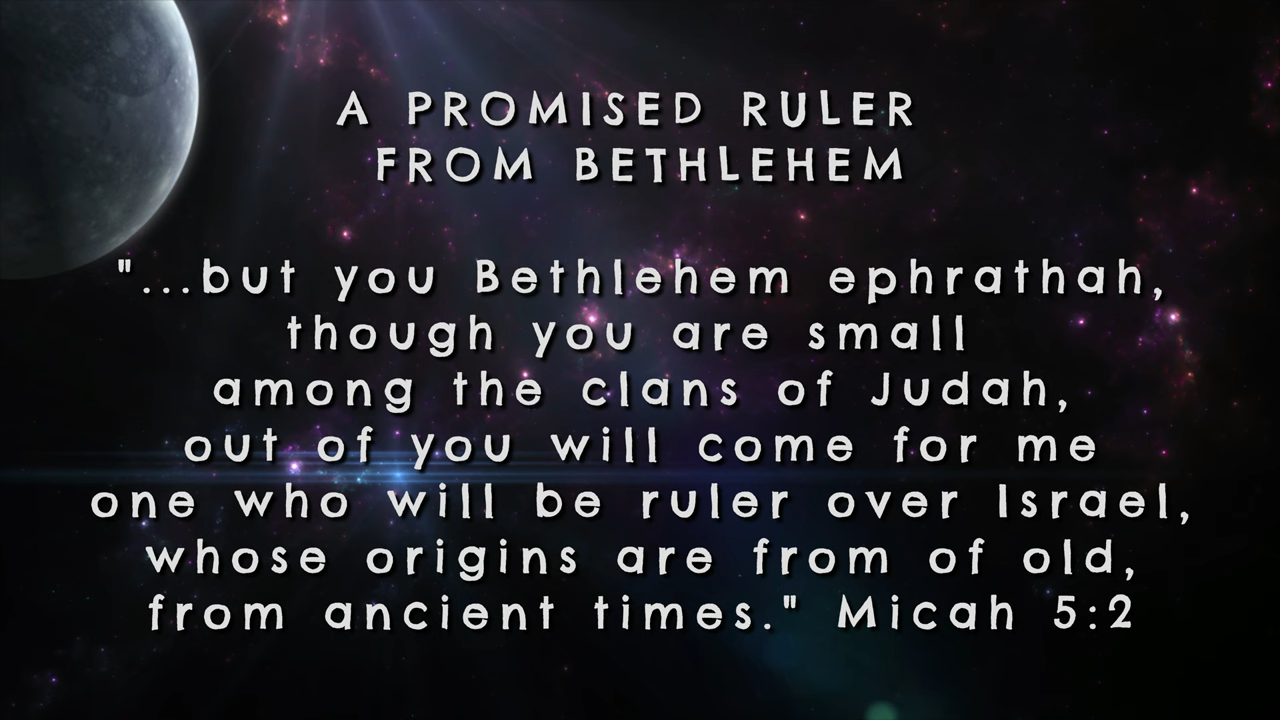 A PROMISED RULER
FROM BETHLEHEM
"...but you Bethlehem ephrathah,
though you are small
among the clans of Judah,
out of you will come for me
one who will be ruler over Israel,
whose origins are from of old,
from ancient times." Micah 5:2